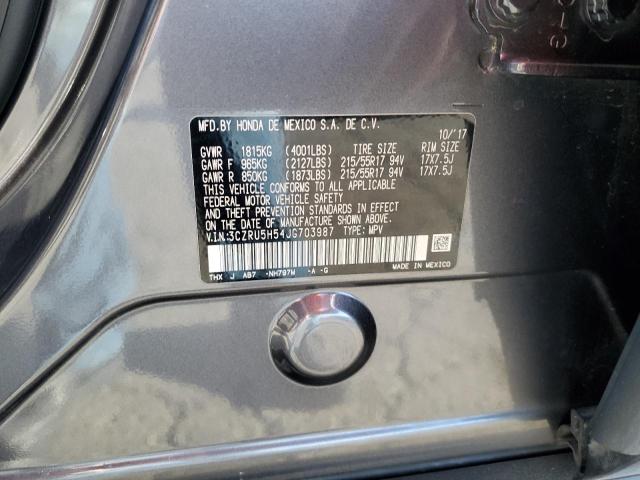 MFD.BY HONDA DE MEXICO S.A. DE C.V. 10/'17
GVWR 1815KG (4001LBS) TIRE SIZE RIM SIZE
GAWR F 965KG (2127LBS) 215/55R17 94V 17X7.5J
GAWR R 850KG (1873LBS) 215/55R17 94V 17X7.5J
THIS VEHICLE CONFORMS TO ALL APPLICABLE
FEDERAL MOTOR VEHICLE SAFETY
AND THEFT PREVENTION STANDARDS IN EFFECT
ON THE DATE OF MANUFACTURE SHOWN ABOVE.
V.I.N:3CZRU5H54JG703987 TYPE: MPV
THX J AB7 -NH797M -A -G MADE IN MEXICO